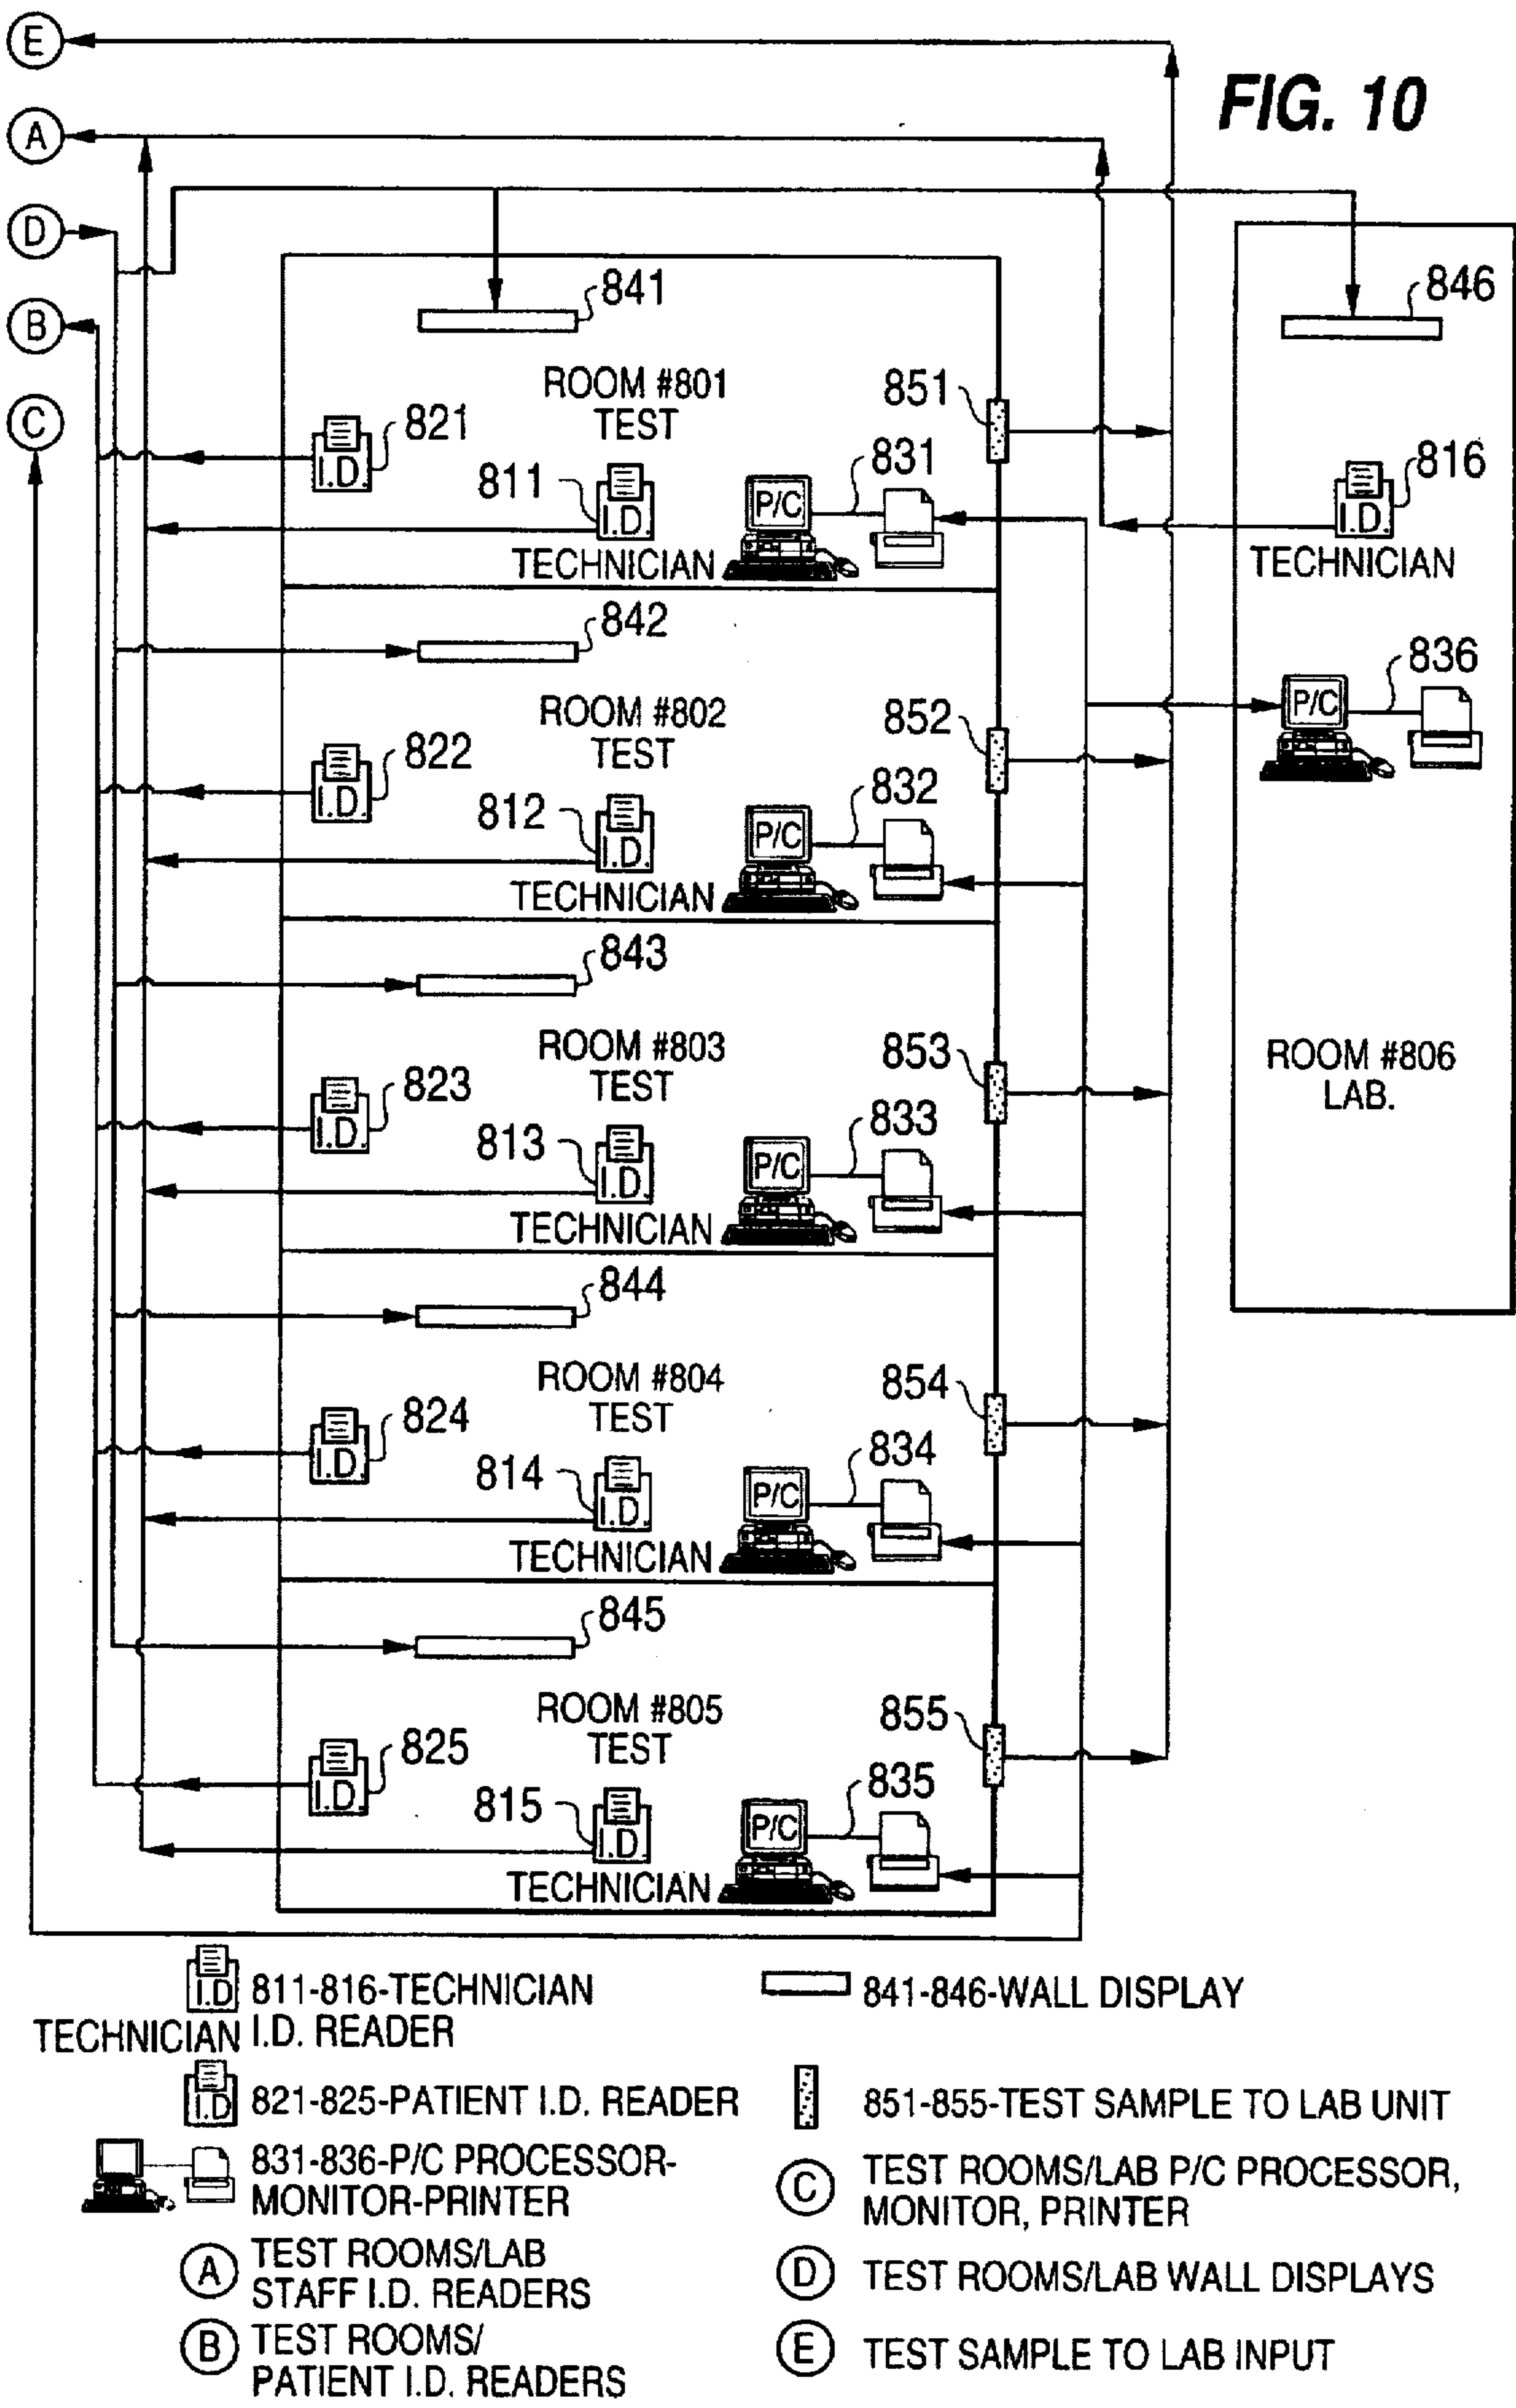 E
FIG. 10
A
D
841
846
B
ROOM #801
TEST
851
C
821
I.D.
811
I.D.
TECHNICIAN
P/C
831
816
I.D.
TECHNICIAN
842
ROOM #802
TEST
852
836
P/C
822
I.D.
812
I.D.
TECHNICIAN
P/C
832
843
ROOM #803
TEST
853
ROOM #806
LAB.
823
I.D.
813
I.D.
TECHNICIAN
P/C
833
844
ROOM #804
TEST
854
824
I.D.
814
I.D.
TECHNICIAN
P/C
834
845
ROOM #805
TEST
855
825
I.D.
815
I.D
TECHNICIAN
P/C
835
I.D
TECHNICIAN
811-816-TECHNICIAN
I.D. READER
I.D
821-825-PATIENT I.D. READER
831-836-P/C PROCESSOR-
MONITOR-PRINTER
A TEST ROOMS/LAB
STAFF I.D. READERS
B TEST ROOMS/
PATIENT I.D. READERS
841-846-WALL DISPLAY
851-855-TEST SAMPLE TO LAB UNIT
C TEST ROOMS/LAB P/C PROCESSOR,
MONITOR, PRINTER
D TEST ROOMS/LAB WALL DISPLAYS
E TEST SAMPLE TO LAB INPUT